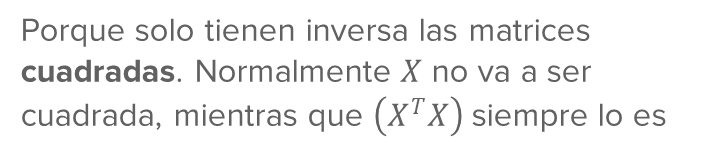 Porque solo tienen inversa las matrices
cuadradas. Normalmente X no va a ser
cuadrada, mientras que (XᵀX) siempre lo es